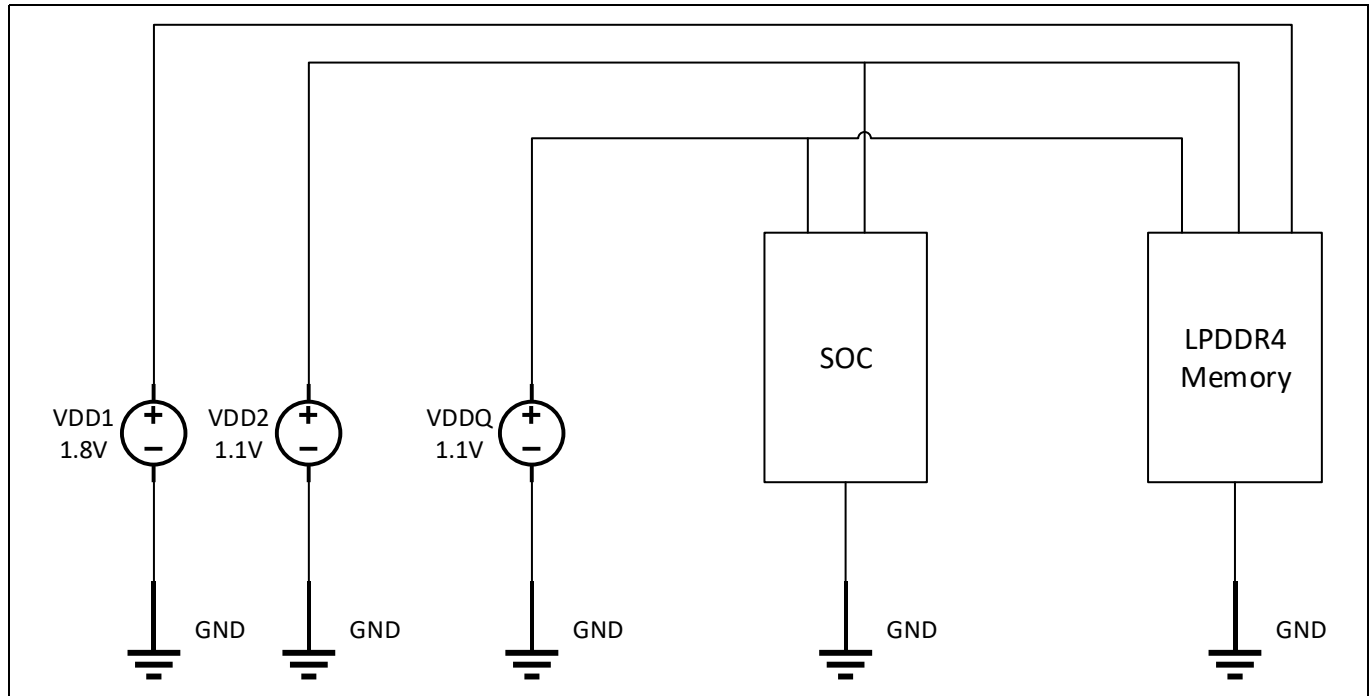 SOC
LPDDR4
Memory
VDD1
1.8V
+
−
VDD2
1.1V
+
−
VDDQ
1.1V
+
−
GND
GND
GND
GND
GND